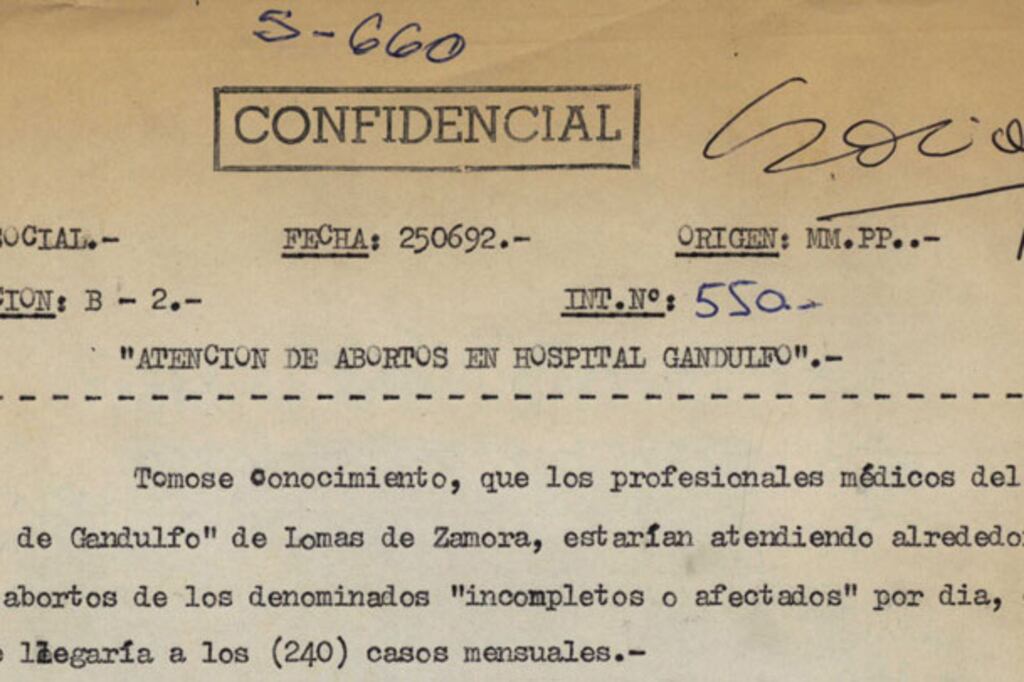 S-660
CONFIDENCIAL
Socia
SOCIAL.-
FECHA: 250692.-
ORIGEN: MM.PP..-
CION: B - 2.-
INT.Nº: 550.-
"ATENCION DE ABORTOS EN HOSPITAL GANDULFO".-
Tomose conocimiento, que los profesionales médicos del
de Gandulfo" de Lomas de Zamora, estarían atendiendo alrededo
abortos de los denominados "incompletos o afectados" por dia,
e llegaría a los (240) casos mensuales.-